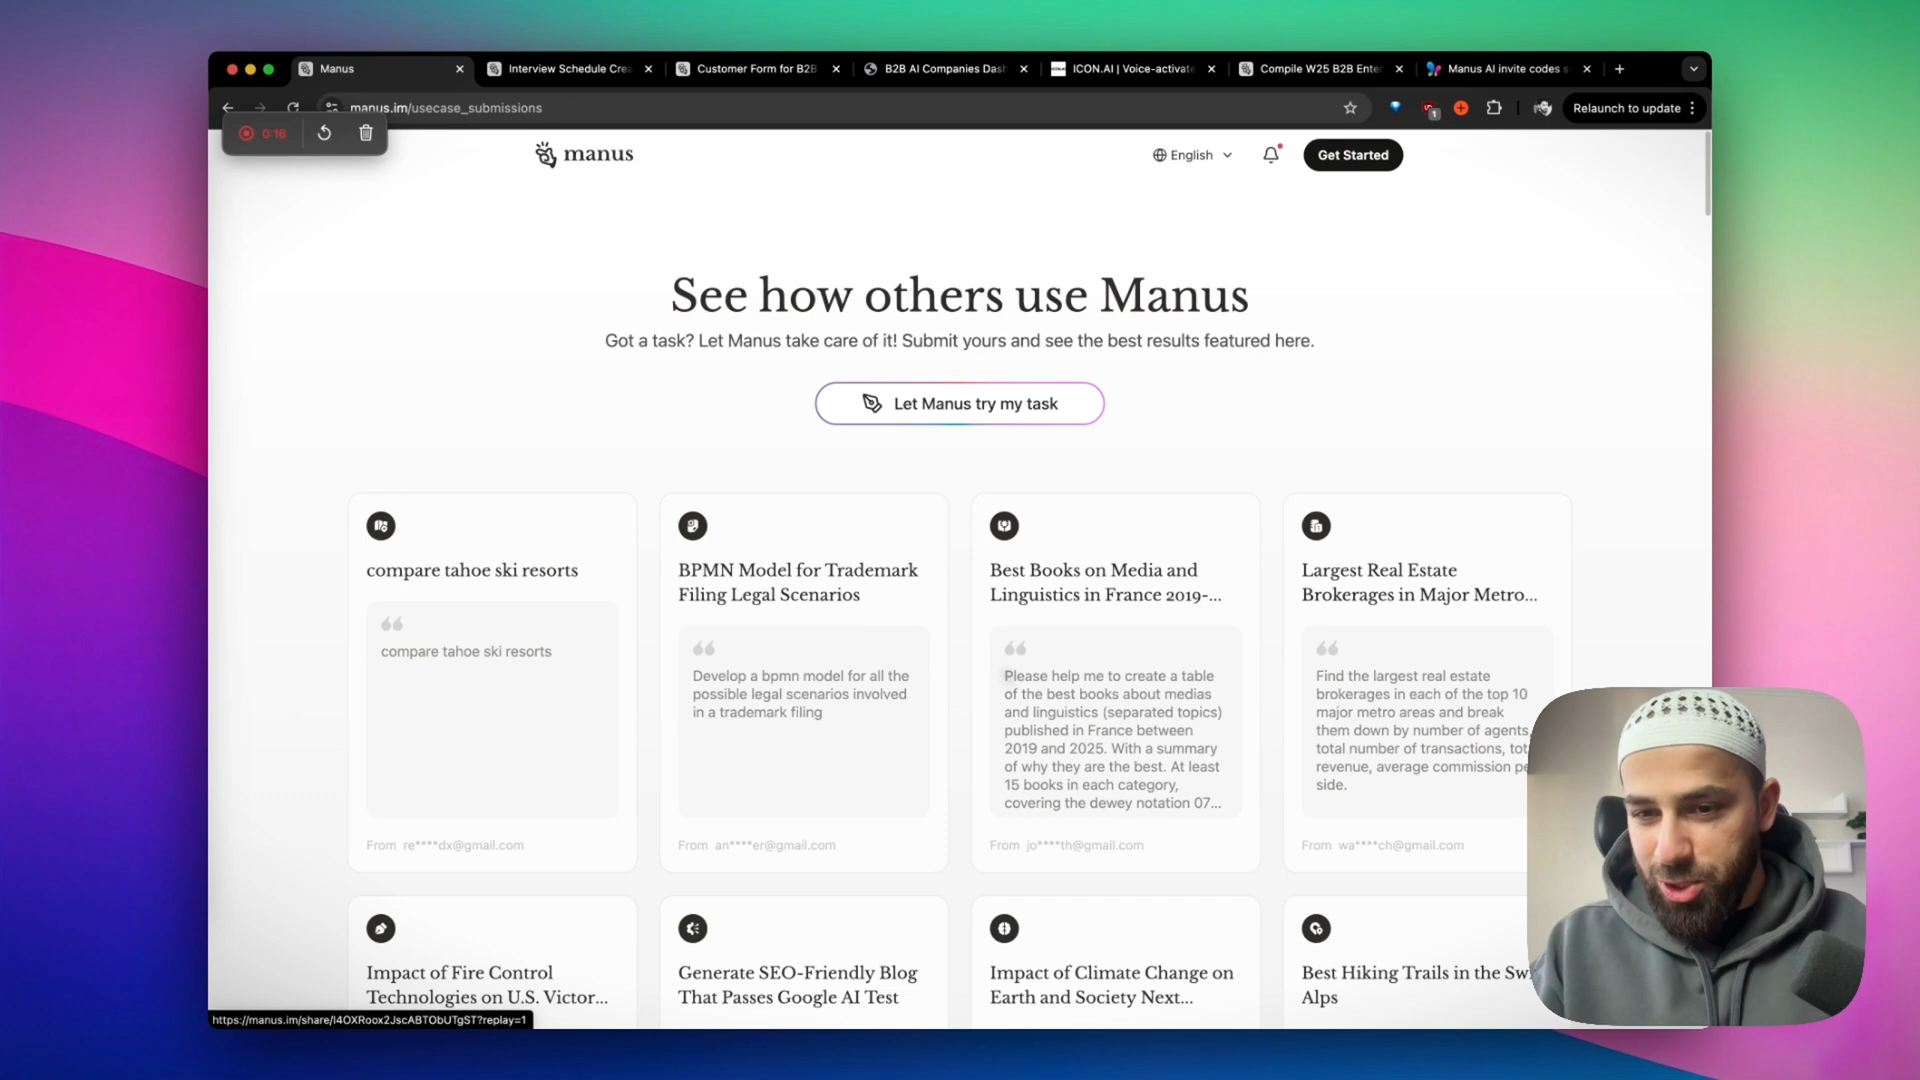 Manus
Interview Schedule Crea
Customer Form for B2B
B2B AI Companies Dash
ICON.AI | Voice-activate
Compile W25 B2B Enter
Manus AI invite codes s
manus.im/usecase_submissions
1
Relaunch to update
0:16
manus
English
Get Started
See how others use Manus
Got a task? Let Manus take care of it! Submit yours and see the best results featured here.
Let Manus try my task
compare tahoe ski resorts
compare tahoe ski resorts
From re****dx@gmail.com
BPMN Model for Trademark
Filing Legal Scenarios
Develop a bpmn model for all the
possible legal scenarios involved
in a trademark filing
From an****er@gmail.com
Best Books on Media and
Linguistics in France 2019-...
Please help me to create a table
of the best books about medias
and linguistics (separated topics)
published in France between
2019 and 2025. With a summary
of why they are the best. At least
15 books in each category,
covering the dewey notation 07...
From jo****th@gmail.com
Largest Real Estate
Brokerages in Major Metro...
Find the largest real estate
brokerages in each of the top 10
major metro areas and break
them down by number of agents,
total number of transactions, tot
revenue, average commission pe
side.
From wa****ch@gmail.com
Impact of Fire Control
Technologies on U.S. Victor...
Generate SEO-Friendly Blog
That Passes Google AI Test
Impact of Climate Change on
Earth and Society Next...
Best Hiking Trails in the Sw
Alps
https://manus.im/share/I4OXRoox2JscABTObUTgST?replay=1